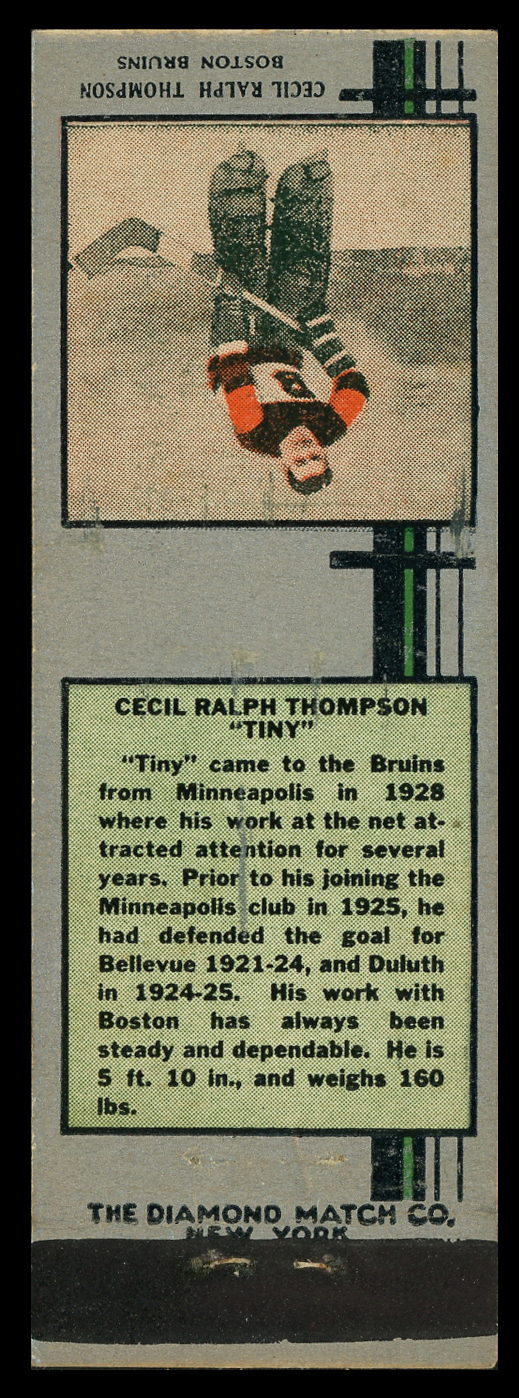 CECIL RALPH THOMPSON
BOSTON BRUINS
CECIL RALPH THOMPSON
“TINY”
“Tiny” came to the Bruins
from Minneapolis in 1928
where his work at the net at-
tracted attention for several
years. Prior to his joining the
Minneapolis club in 1925, he
had defended the goal for
Bellevue 1921-24, and Duluth
in 1924-25. His work with
Boston has always been
steady and dependable. He is
5 ft. 10 in., and weighs 160
lbs.
THE DIAMOND MATCH CO.
NEW YORK